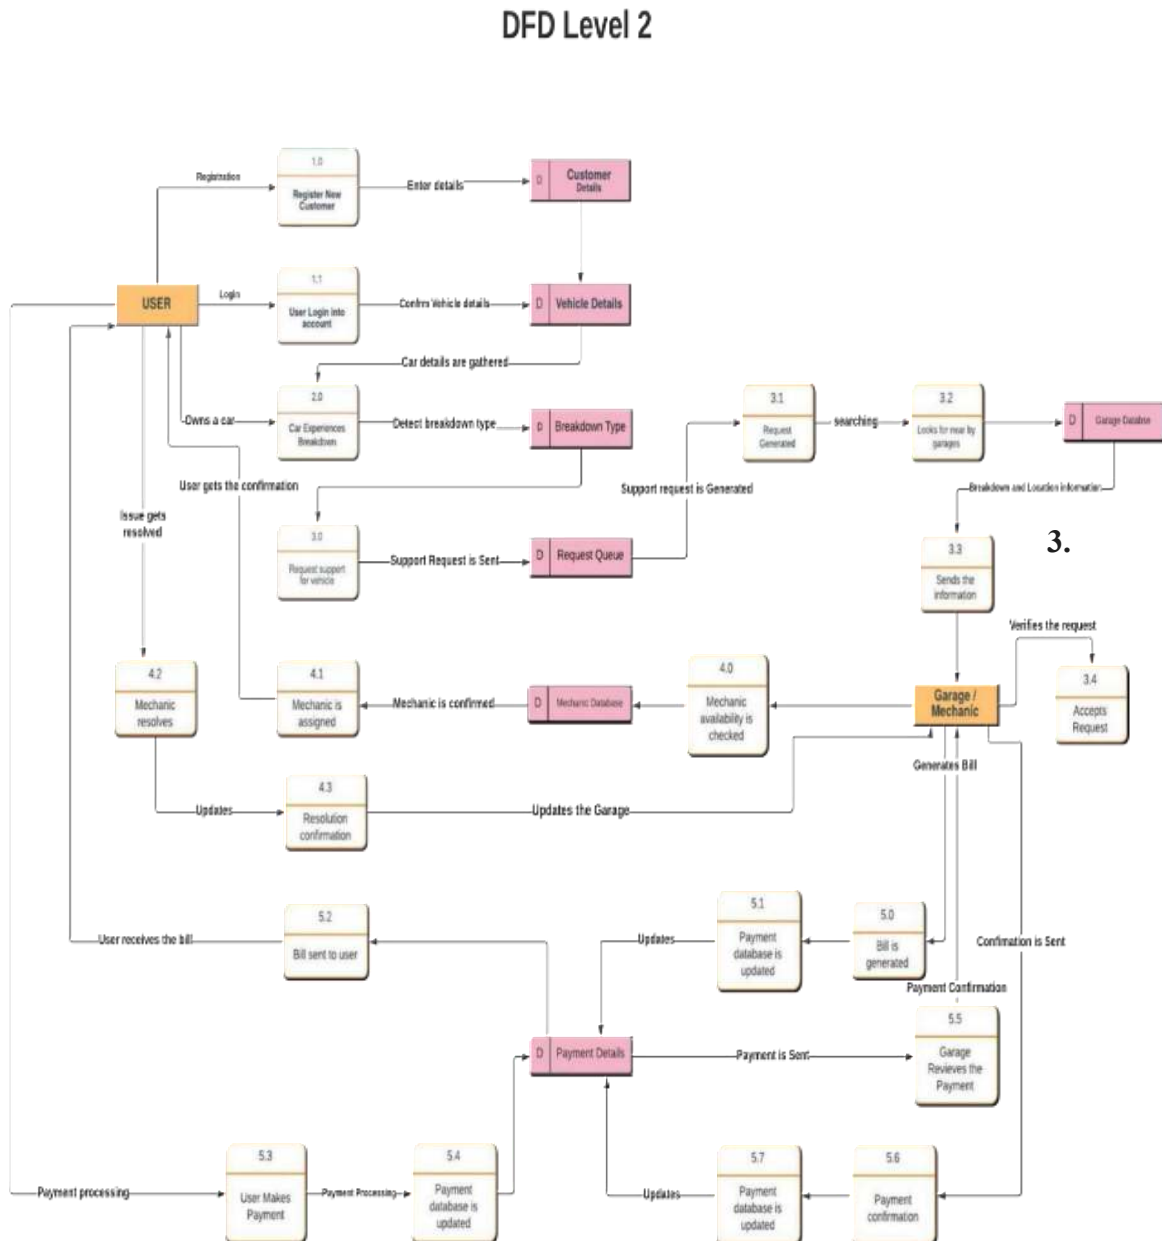 DFD Level 2
1.0
Registration
Register New
Customer
Enter details
D
Customer
Details
USER
Login
1.1
User Login into
account
Confirm Vehicle details
D
Vehicle Details
Car details are gathered
Owns a car
2.0
Car Experiences
Breakdown
Detect breakdown type
D
Breakdown Type
3.1
Request
Generated
searching
3.2
Looks for near by
garages
D
Garage Databse
User gets the confirmation
Support request is Generated
Breakdown and Location information
Issue gets
resolved
3.0
Request support
for vehicle
Support Request is Sent
D
Request Queue
3.3
Sends the
information
3.
Verifies the request
4.2
Mechanic
resolves
4.1
Mechanic is
assigned
Mechanic is confirmed
D
Mechanic Database
4.0
Mechanic
availability is
checked
Garage /
Mechanic
3.4
Accepts
Request
Generates Bill
Updates
4.3
Resolution
confirmation
Updates the Garage
User receives the bill
5.2
Bill sent to user
Updates
5.1
Payment
database is
updated
5.0
Bill is
generated
Confimation is Sent
Payment Confirmation
D
Payment Details
Payment is Sent
5.5
Garage
Revieves the
Payment
Payment processing
5.3
User Makes
Payment
Payment Processing
5.4
Payment
database is
updated
Updates
5.7
Payment
database is
updated
5.6
Payment
confirmation